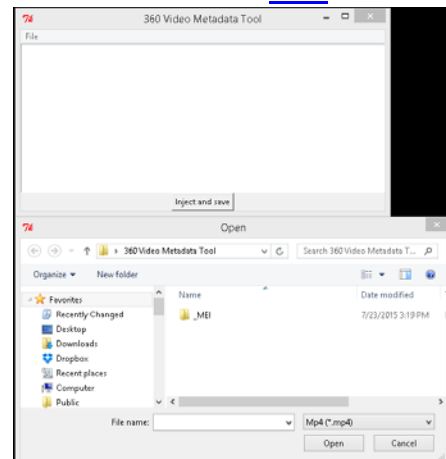 360 Video Metadata Tool
File
Inject and save
Open
360 Video Metadata Tool
Search 360 Video Metadata T...
Organize
New folder
Favorites
Recently Changed
Desktop
Downloads
Dropbox
Recent places
Computer
Public
Name
Date modified
_MEI
7/23/2015 3:19 PM
File name:
Mp4 (*.mp4)
Open
Cancel